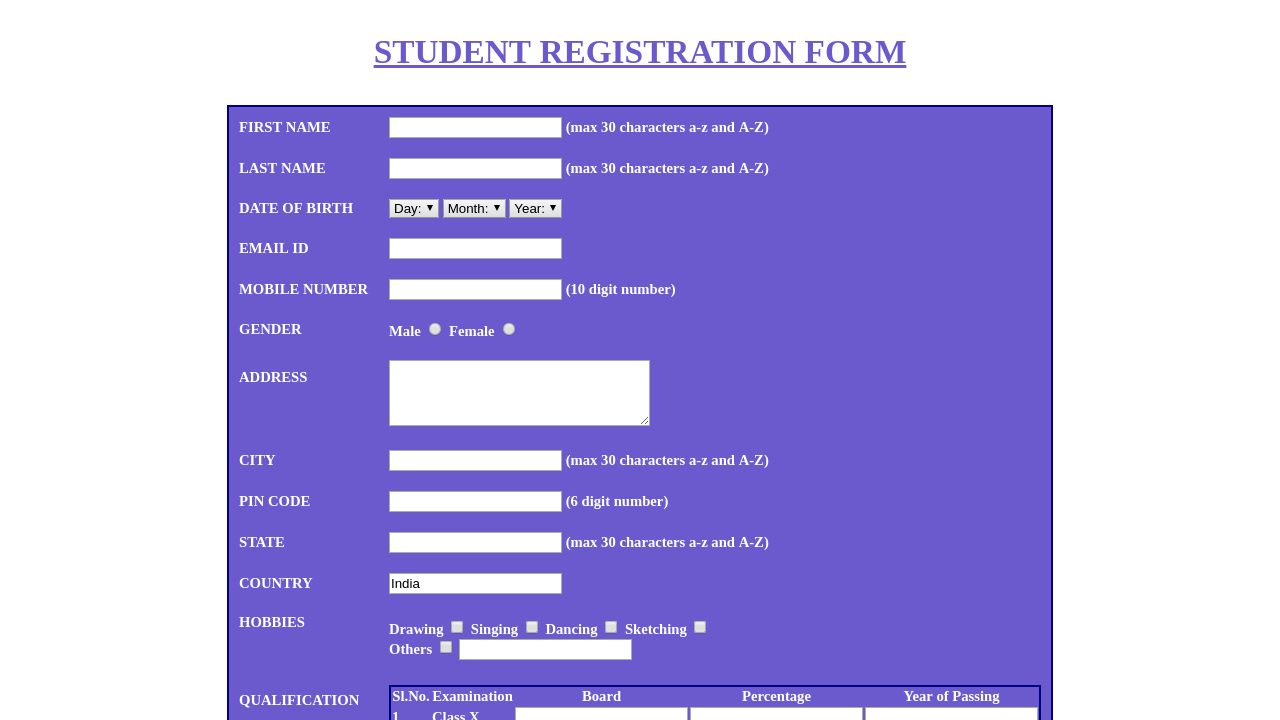 STUDENT REGISTRATION FORM
FIRST NAME (max 30 characters a-z and A-Z)
LAST NAME (max 30 characters a-z and A-Z)
DATE OF BIRTH Day: Month: Year:
EMAIL ID
MOBILE NUMBER (10 digit number)
GENDER Male Female
ADDRESS
CITY (max 30 characters a-z and A-Z)
PIN CODE (6 digit number)
STATE (max 30 characters a-z and A-Z)
COUNTRY India
HOBBIES Drawing Singing Dancing Sketching
Others
QUALIFICATION Sl.No. Examination Board Percentage Year of Passing
1 Class X